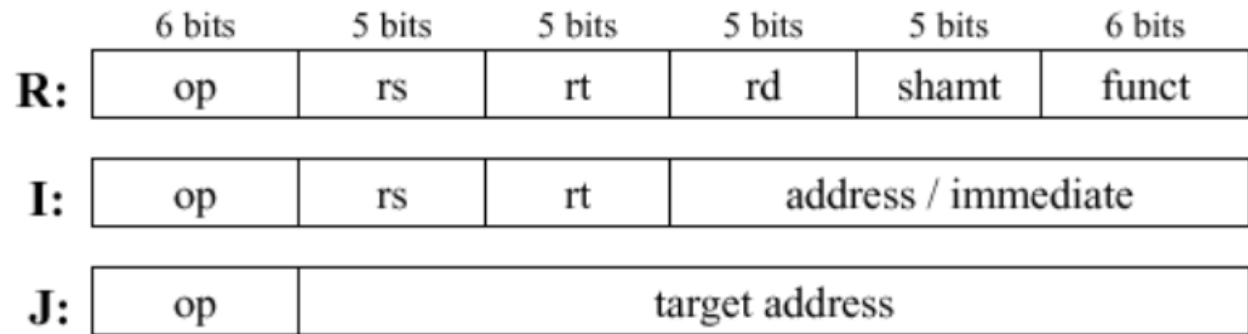 6 bits 5 bits 5 bits 5 bits 5 bits 6 bits
R: op rs rt rd shamt funct
I: op rs rt address / immediate
J: op target address